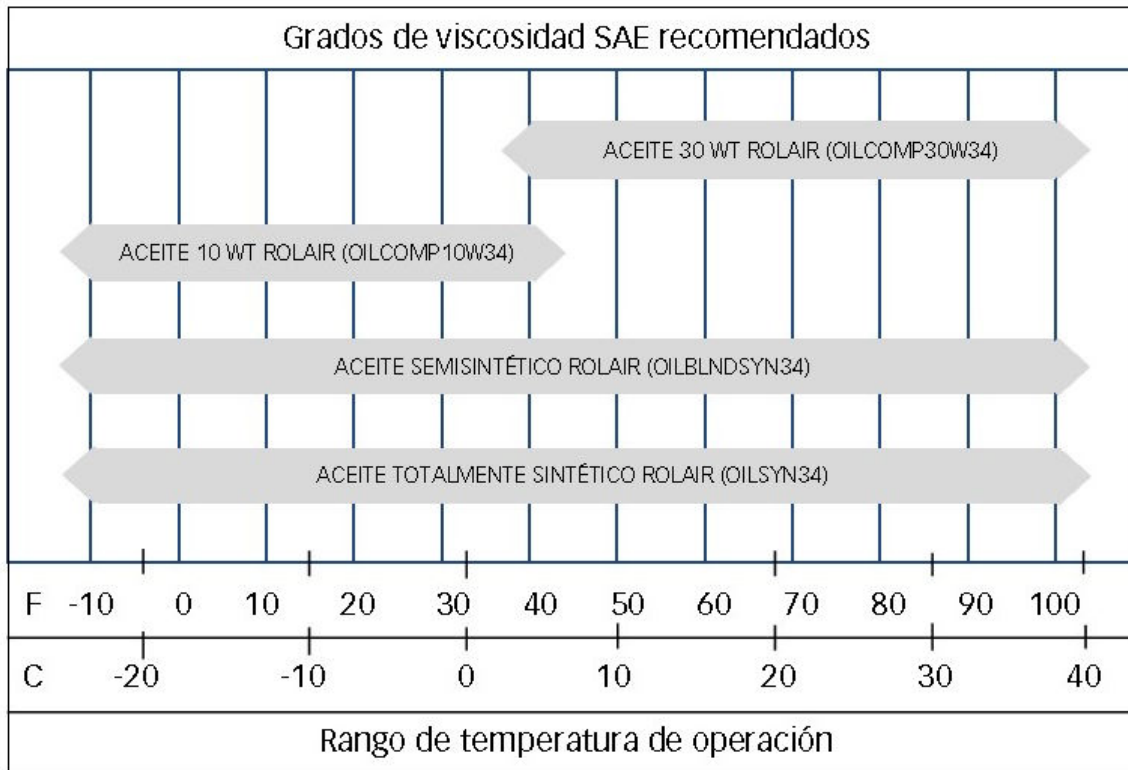 Grados de viscosidad SAE recomendados
ACEITE 30 WT ROLAIR (OILCOMP30W34)
ACEITE 10 WT ROLAIR (OILCOMP10W34)
ACEITE SEMISINTÉTICO ROLAIR (OILBLNDSYN34)
ACEITE TOTALMENTE SINTÉTICO ROLAIR (OILSYN34)
F -10 0 10 20 30 40 50 60 70 80 90 100
C -20 -10 0 10 20 30 40
Rango de temperatura de operación